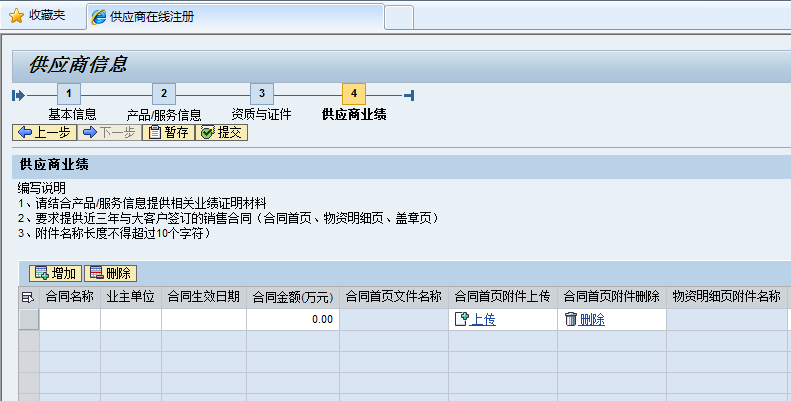 收藏夹
供应商在线注册
供应商信息
1 2 3 4
基本信息 产品/服务信息 资质与证件 供应商业绩
上一步 下一步 暂存 提交
供应商业绩
编写说明
1、请结合产品/服务信息提供相关业绩证明材料
2、要求提供近三年与大客户签订的销售合同（合同首页、物资明细页、盖章页）
3、附件名称长度不得超过10个字符）
增加 删除
合同名称 业主单位 合同生效日期 合同金额(万元) 合同首页文件名称 合同首页附件上传 合同首页附件删除 物资明细页附件名称
0.00 上传 删除